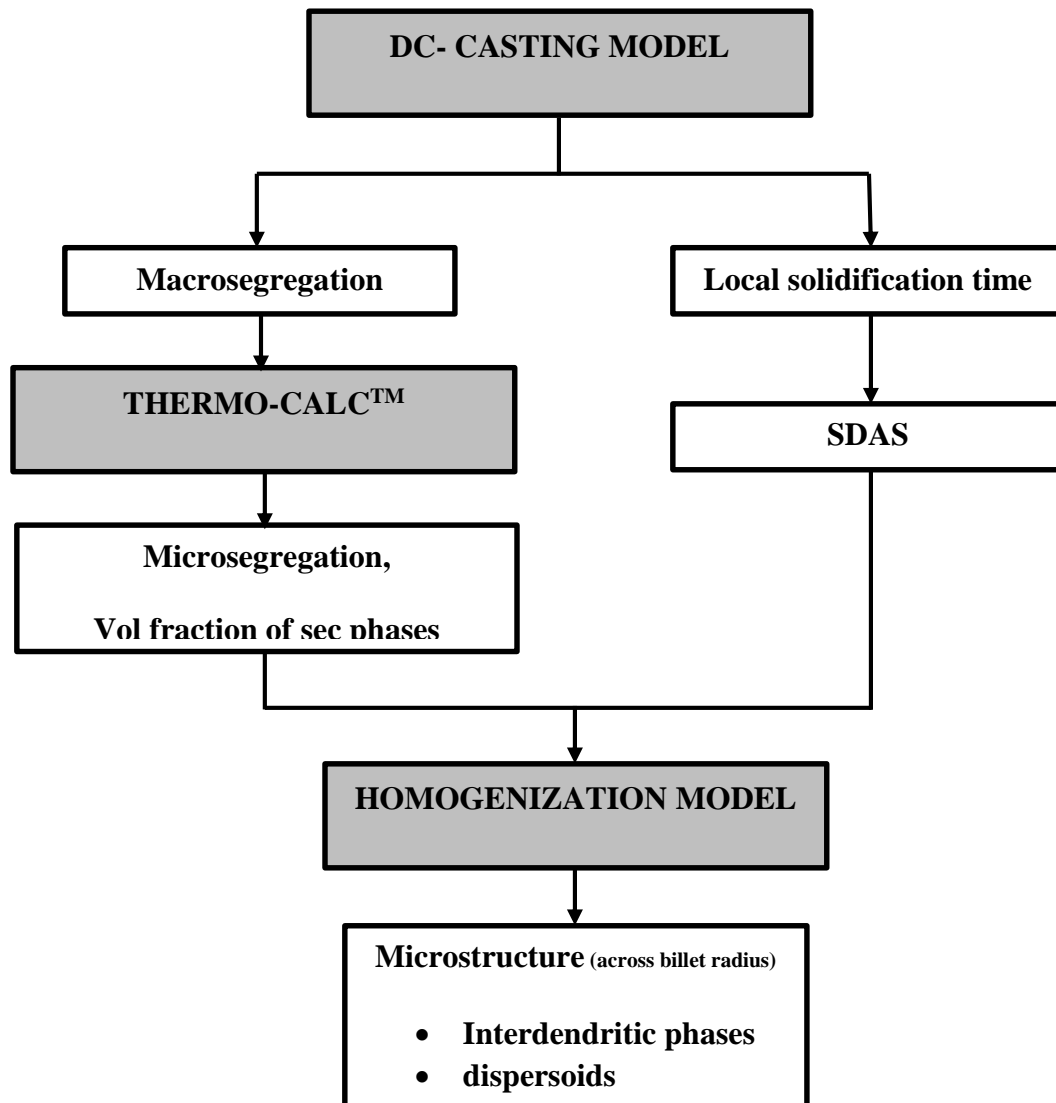 DC- CASTING MODEL
Macrosegregation
Local solidification time
THERMO-CALC™
SDAS
Microsegregation,
Vol fraction of sec phases
HOMOGENIZATION MODEL
Microstructure (across billet radius)
• Interdendritic phases
• dispersoids